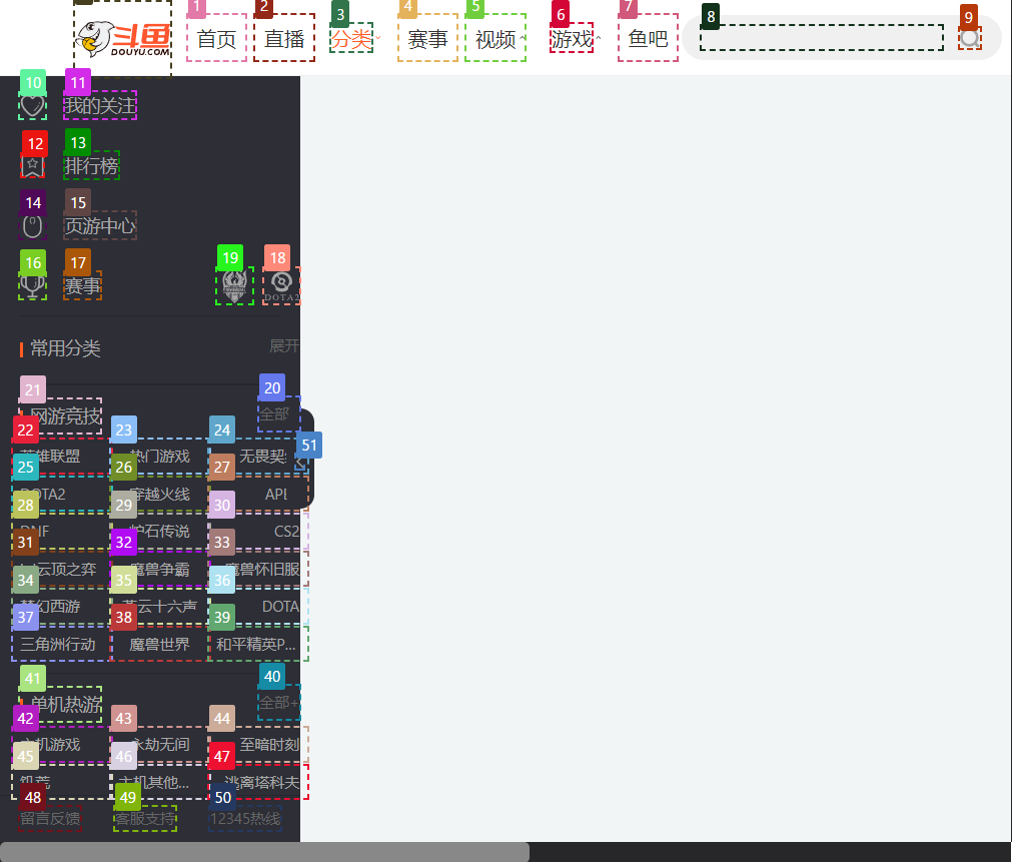 斗鱼 DOUYU.COM 1 首页 2 直播 3 分类 4 赛事 5 视频 6 游戏 7 鱼吧 8 9
10 11 我的关注
12 13 排行榜
14 15 页游中心
16 17 赛事 19 18 DOTA2
常用分类 展开
21 网游竞技 20 全部
22 英雄联盟 23 热门游戏 24 无畏契 51
25 DOTA2 26 穿越火线 27
28 DNF 29 炉石传说 30 CS2
31 云顶之弈 32 魔兽争霸 33 魔兽怀旧服
34 梦幻西游 35 燕云十六声 36 DOTA
37 三角洲行动 38 魔兽世界 39 和平精英P...
41 单机热游 40 全部+
42 主机游戏 43 永劫无间 44 至暗时刻
45 饥荒 46 主机其他... 47 逃离塔科夫
48 留言反馈 49 客服支持 50 12345热线